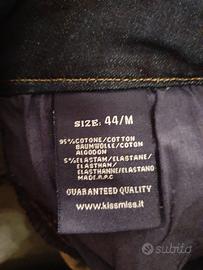 SIZE: 44/M
95%COTONE/COTTON
BAUMWOLLE/COTON
ALGODON
5%ELASTAM/ELASTANE/
ELASTHAM/
ELASTHANNE/ELASTANO
MADE R.P.C
GUARANTEED QUALITY
www.kissmiss.it
subito